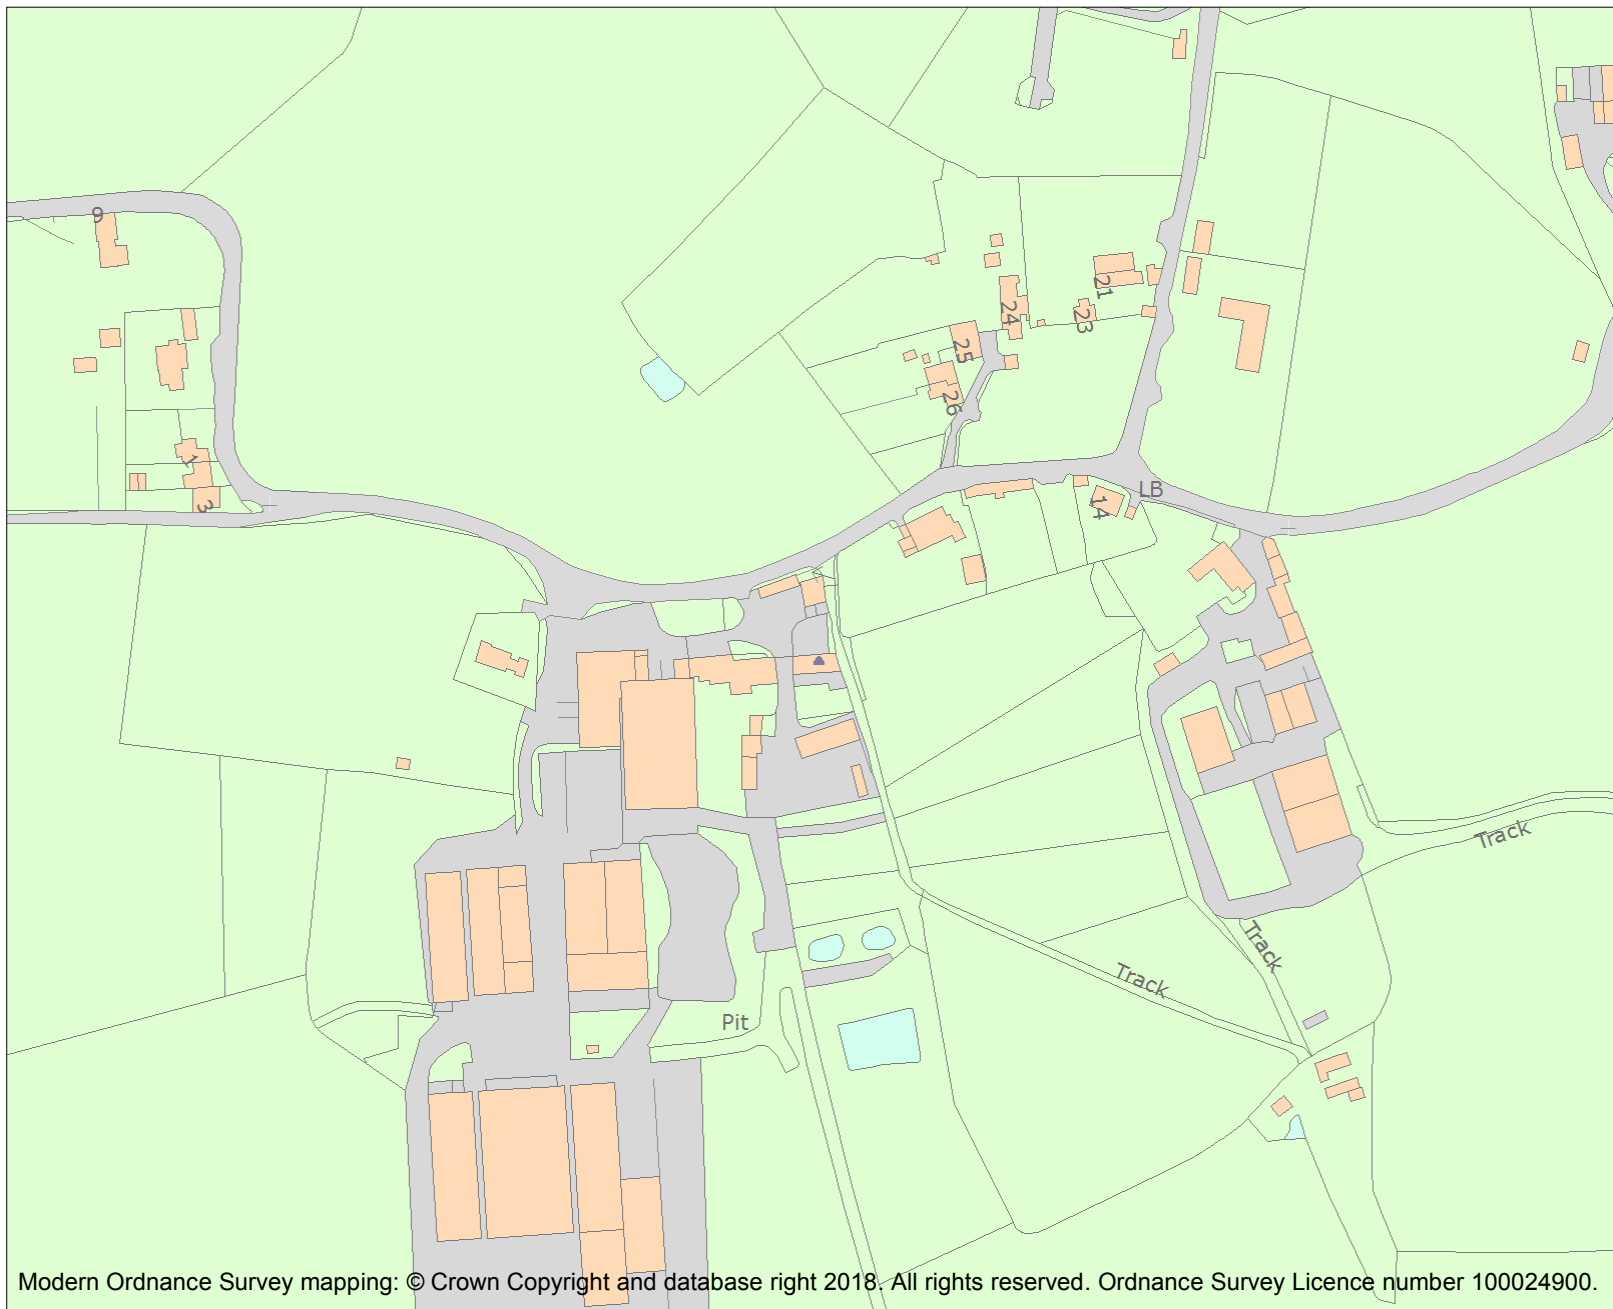 9
21
24
23
25
26
1
3
LB
14
Track
Track
Track
Pit
Modern Ordnance Survey mapping: © Crown Copyright and database right 2018. All rights reserved. Ordnance Survey Licence number 100024900.